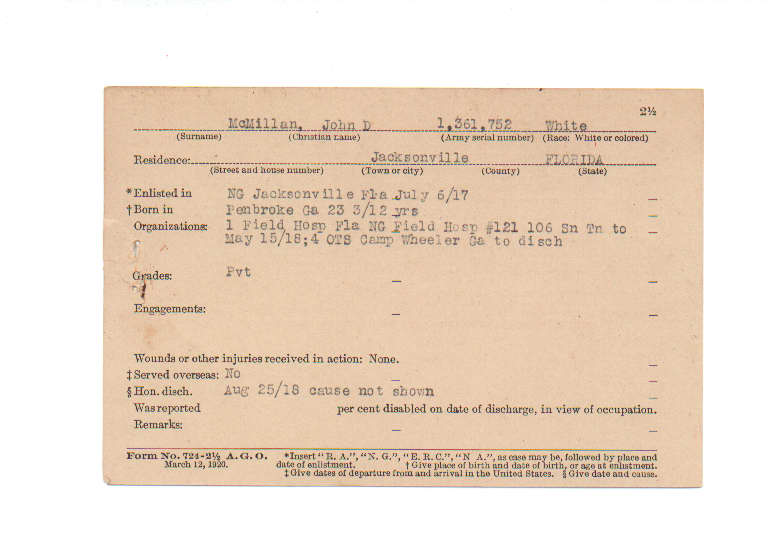 2½
McMillan, John D 1,361,752 White
(Surname) (Christian name) (Army serial number) (Race: White or colored)
Residence: Jacksonville FLORIDA
(Street and house number) (Town or city) (County) (State)
*Enlisted in NG Jacksonville Fla July 6/17
†Born in Penbroke Ga 23 3/12 yrs
Organizations: 1 Field Hosp Fla NG Field Hosp #121 106 Sn Tn to
May 15/18; 4 OTS Camp Wheeler Ga to disch
Grades: Pvt
Engagements:
Wounds or other injuries received in action: None.
‡Served overseas: No
§Hon. disch. Aug 25/18 cause not shown
Was reported per cent disabled on date of discharge, in view of occupation.
Remarks:
Form No. 724-2½ A. G. O. *Insert "R. A.", "N. G.", "E. R. C.", "N A.", as case may be, followed by place and
March 12, 1920. date of enlistment. †Give place of birth and date of birth, or age at enlistment.
‡Give dates of departure from and arrival in the United States. §Give date and cause.